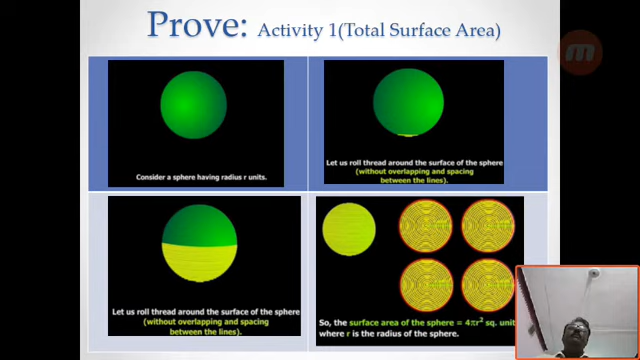 Prove: Activity 1(Total Surface Area)
Consider a sphere having radius r units.
Let us roll thread around the surface of the sphere
(without overlapping and spacing
between the lines).
Let us roll thread around the surface of the sphere
(without overlapping and spacing
between the lines).
So, the surface area of the sphere = 4πr² sq. unit
where r is the radius of the sphere.